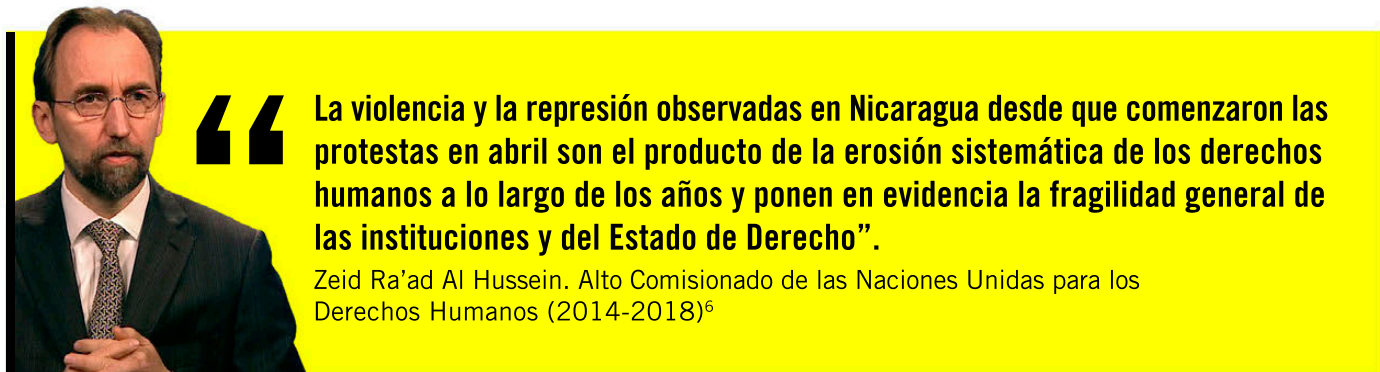 “
La violencia y la represión observadas en Nicaragua desde que comenzaron las
protestas en abril son el producto de la erosión sistemática de los derechos
humanos a lo largo de los años y ponen en evidencia la fragilidad general de
las instituciones y del Estado de Derecho”.
Zeid Ra’ad Al Hussein. Alto Comisionado de las Naciones Unidas para los
Derechos Humanos (2014-2018)⁶